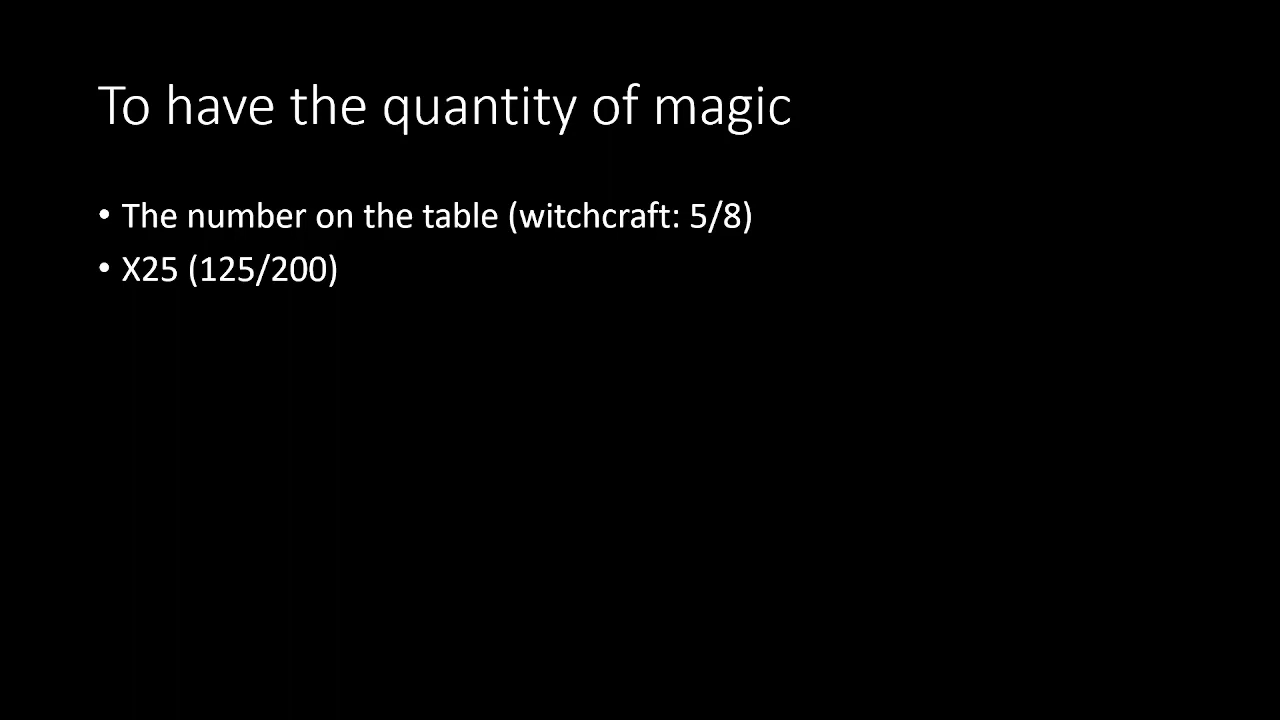 To have the quantity of magic
• The number on the table (witchcraft: 5/8)
• X25 (125/200)